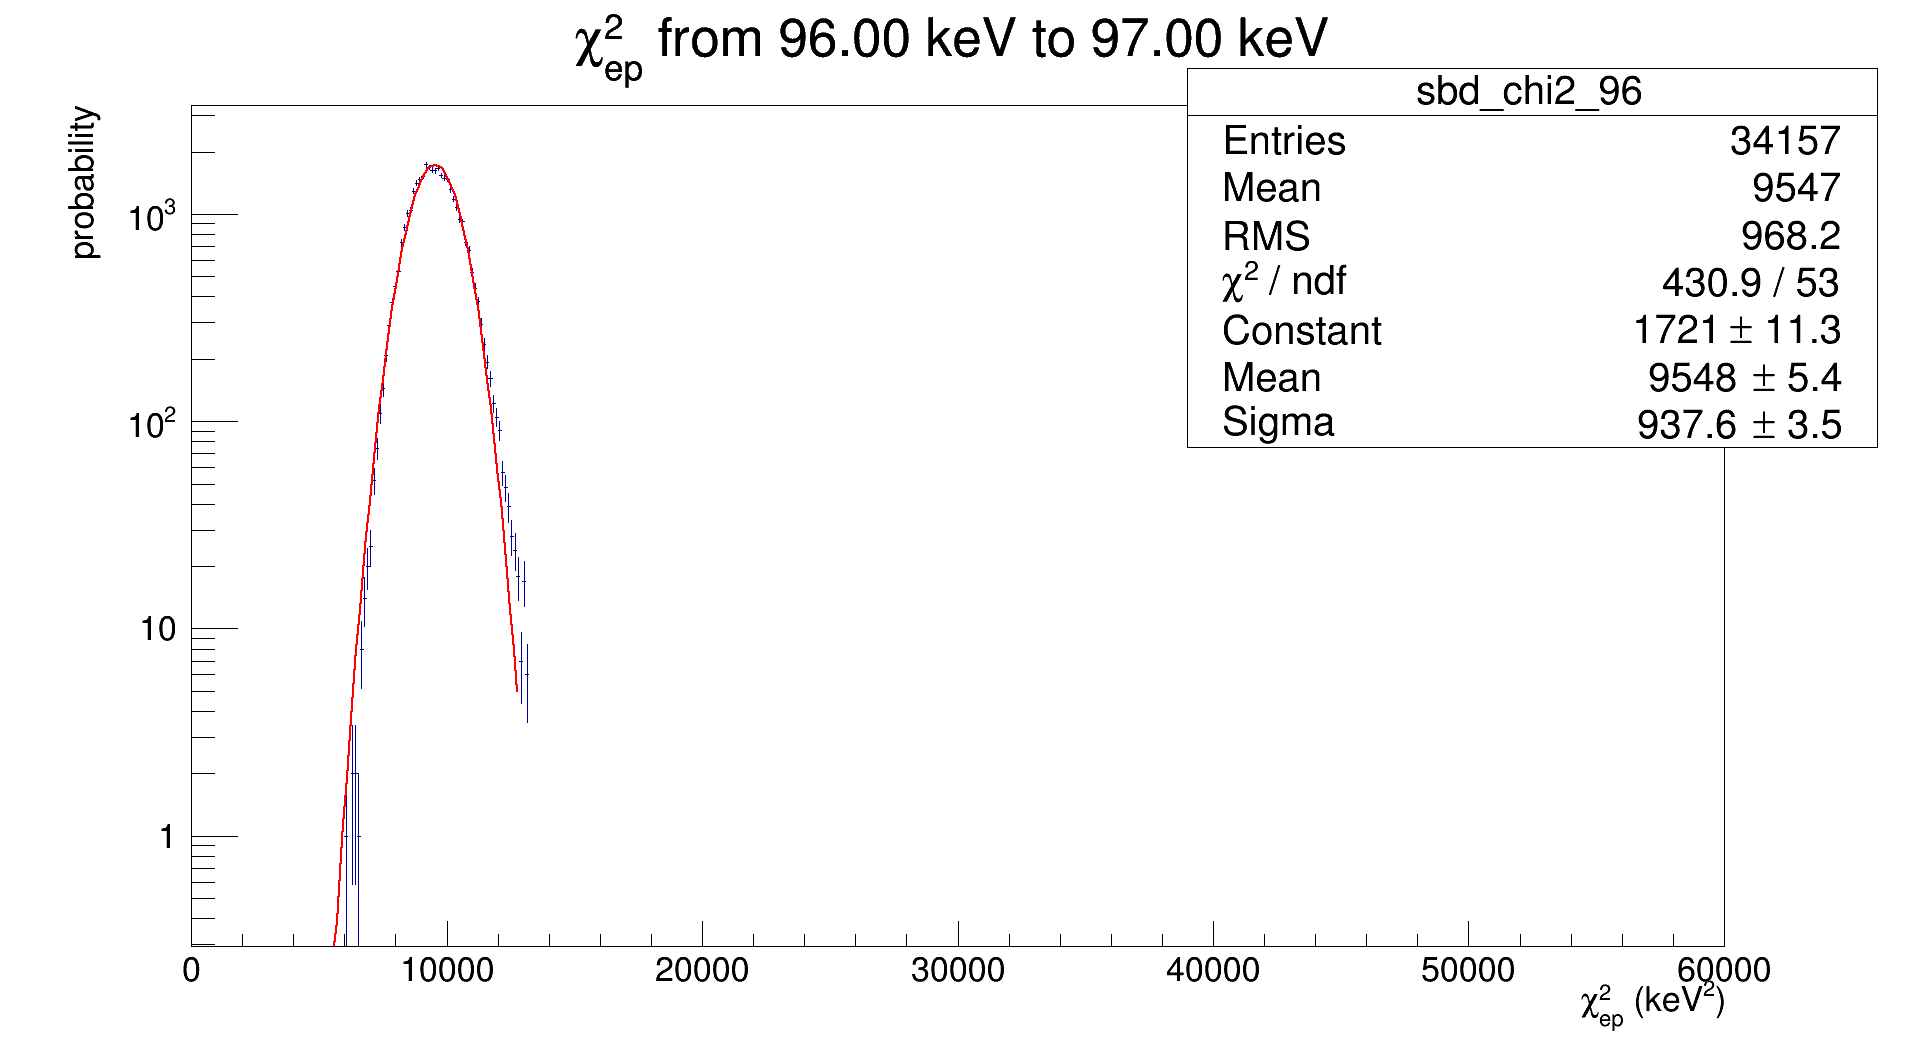 χ²ep from 96.00 keV to 97.00 keV
sbd_chi2_96
Entries 34157
Mean 9547
RMS 968.2
χ² / ndf 430.9 / 53
Constant 1721 ± 11.3
Mean 9548 ± 5.4
Sigma 937.6 ± 3.5
probability
10³
10²
10
1
0 10000 20000 30000 40000 50000 60000
χ²ep (keV²)